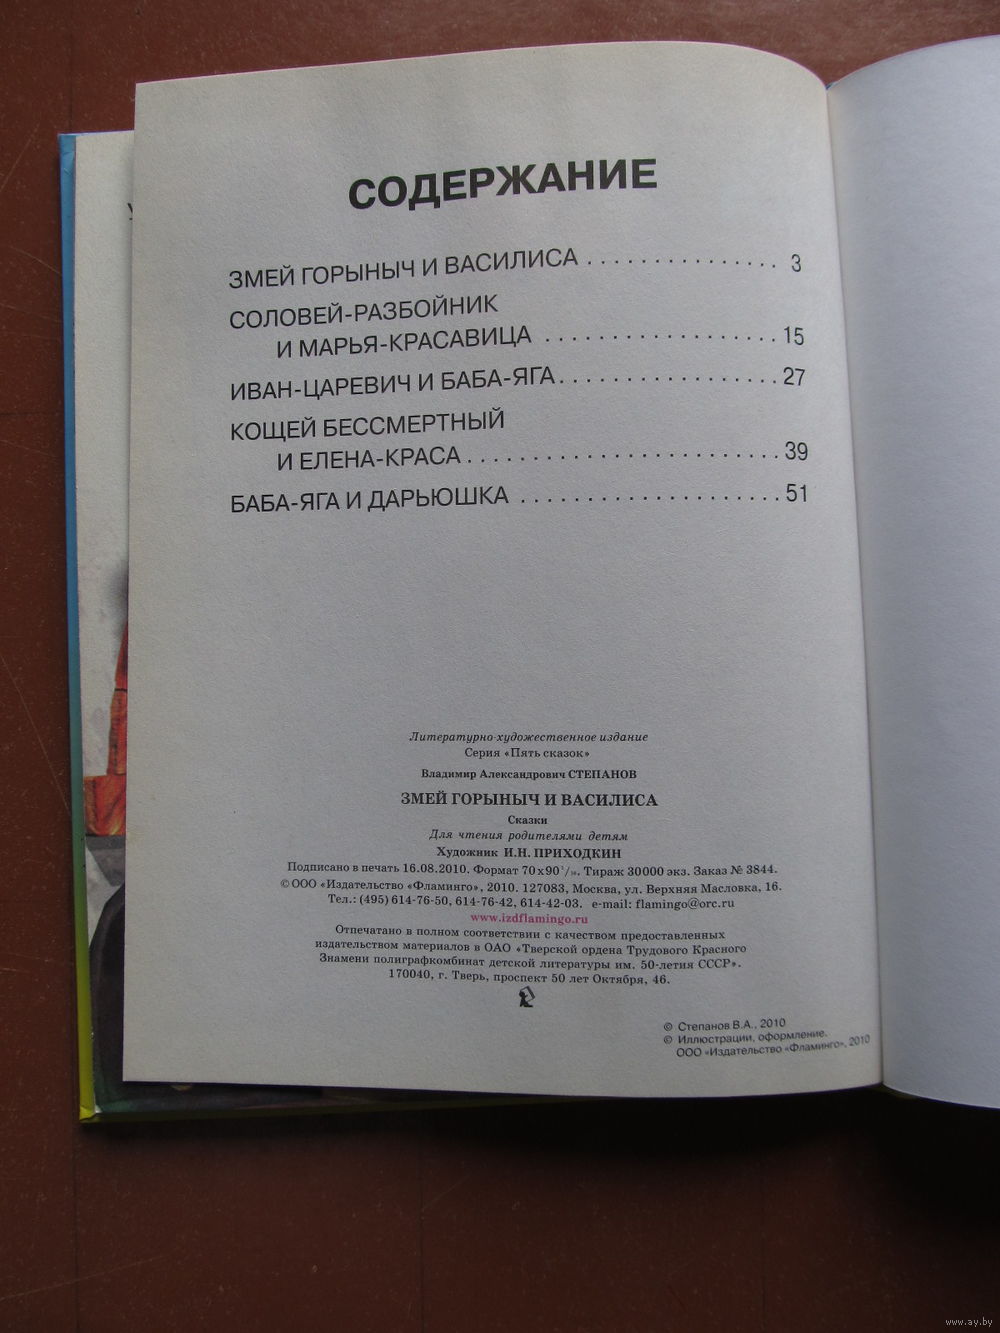 СОДЕРЖАНИЕ
ЗМЕЙ ГОРЫНЫЧ И ВАСИЛИСА . . . . . . . . . . . . . . . 3
СОЛОВЕЙ-РАЗБОЙНИК
И МАРЬЯ-КРАСАВИЦА . . . . . . . . . . . . . . . . . . 15
ИВАН-ЦАРЕВИЧ И БАБА-ЯГА . . . . . . . . . . . . . . . . . 27
КОЩЕЙ БЕССМЕРТНЫЙ
И ЕЛЕНА-КРАСА . . . . . . . . . . . . . . . . . . . . . . . . 39
БАБА-ЯГА И ДАРЬЮШКА . . . . . . . . . . . . . . . . . . . . 51
Литературно-художественное издание
Серия «Пять сказок»
Владимир Александрович СТЕПАНОВ
ЗМЕЙ ГОРЫНЫЧ И ВАСИЛИСА
Сказки
Для чтения родителями детям
Художник И.Н. ПРИХОДКИН
Подписано в печать 16.08.2010. Формат 70х90 1/16. Тираж 30000 экз. Заказ № 3844.
© ООО «Издательство «Фламинго», 2010. 127083, Москва, ул. Верхняя Масловка, 16.
Тел.: (495) 614-76-50, 614-76-42, 614-42-03. e-mail: flamingo@orc.ru
www.izdflamingo.ru
Отпечатано в полном соответствии с качеством предоставленных
издательством материалов в ОАО «Тверской ордена Трудового Красного
Знамени полиграфкомбинат детской литературы им. 50-летия СССР».
170040, г. Тверь, проспект 50 лет Октября, 46.
© Степанов В.А., 2010
© Иллюстрации, оформление.
ООО «Издательство «Фламинго», 2010
www.ay.by